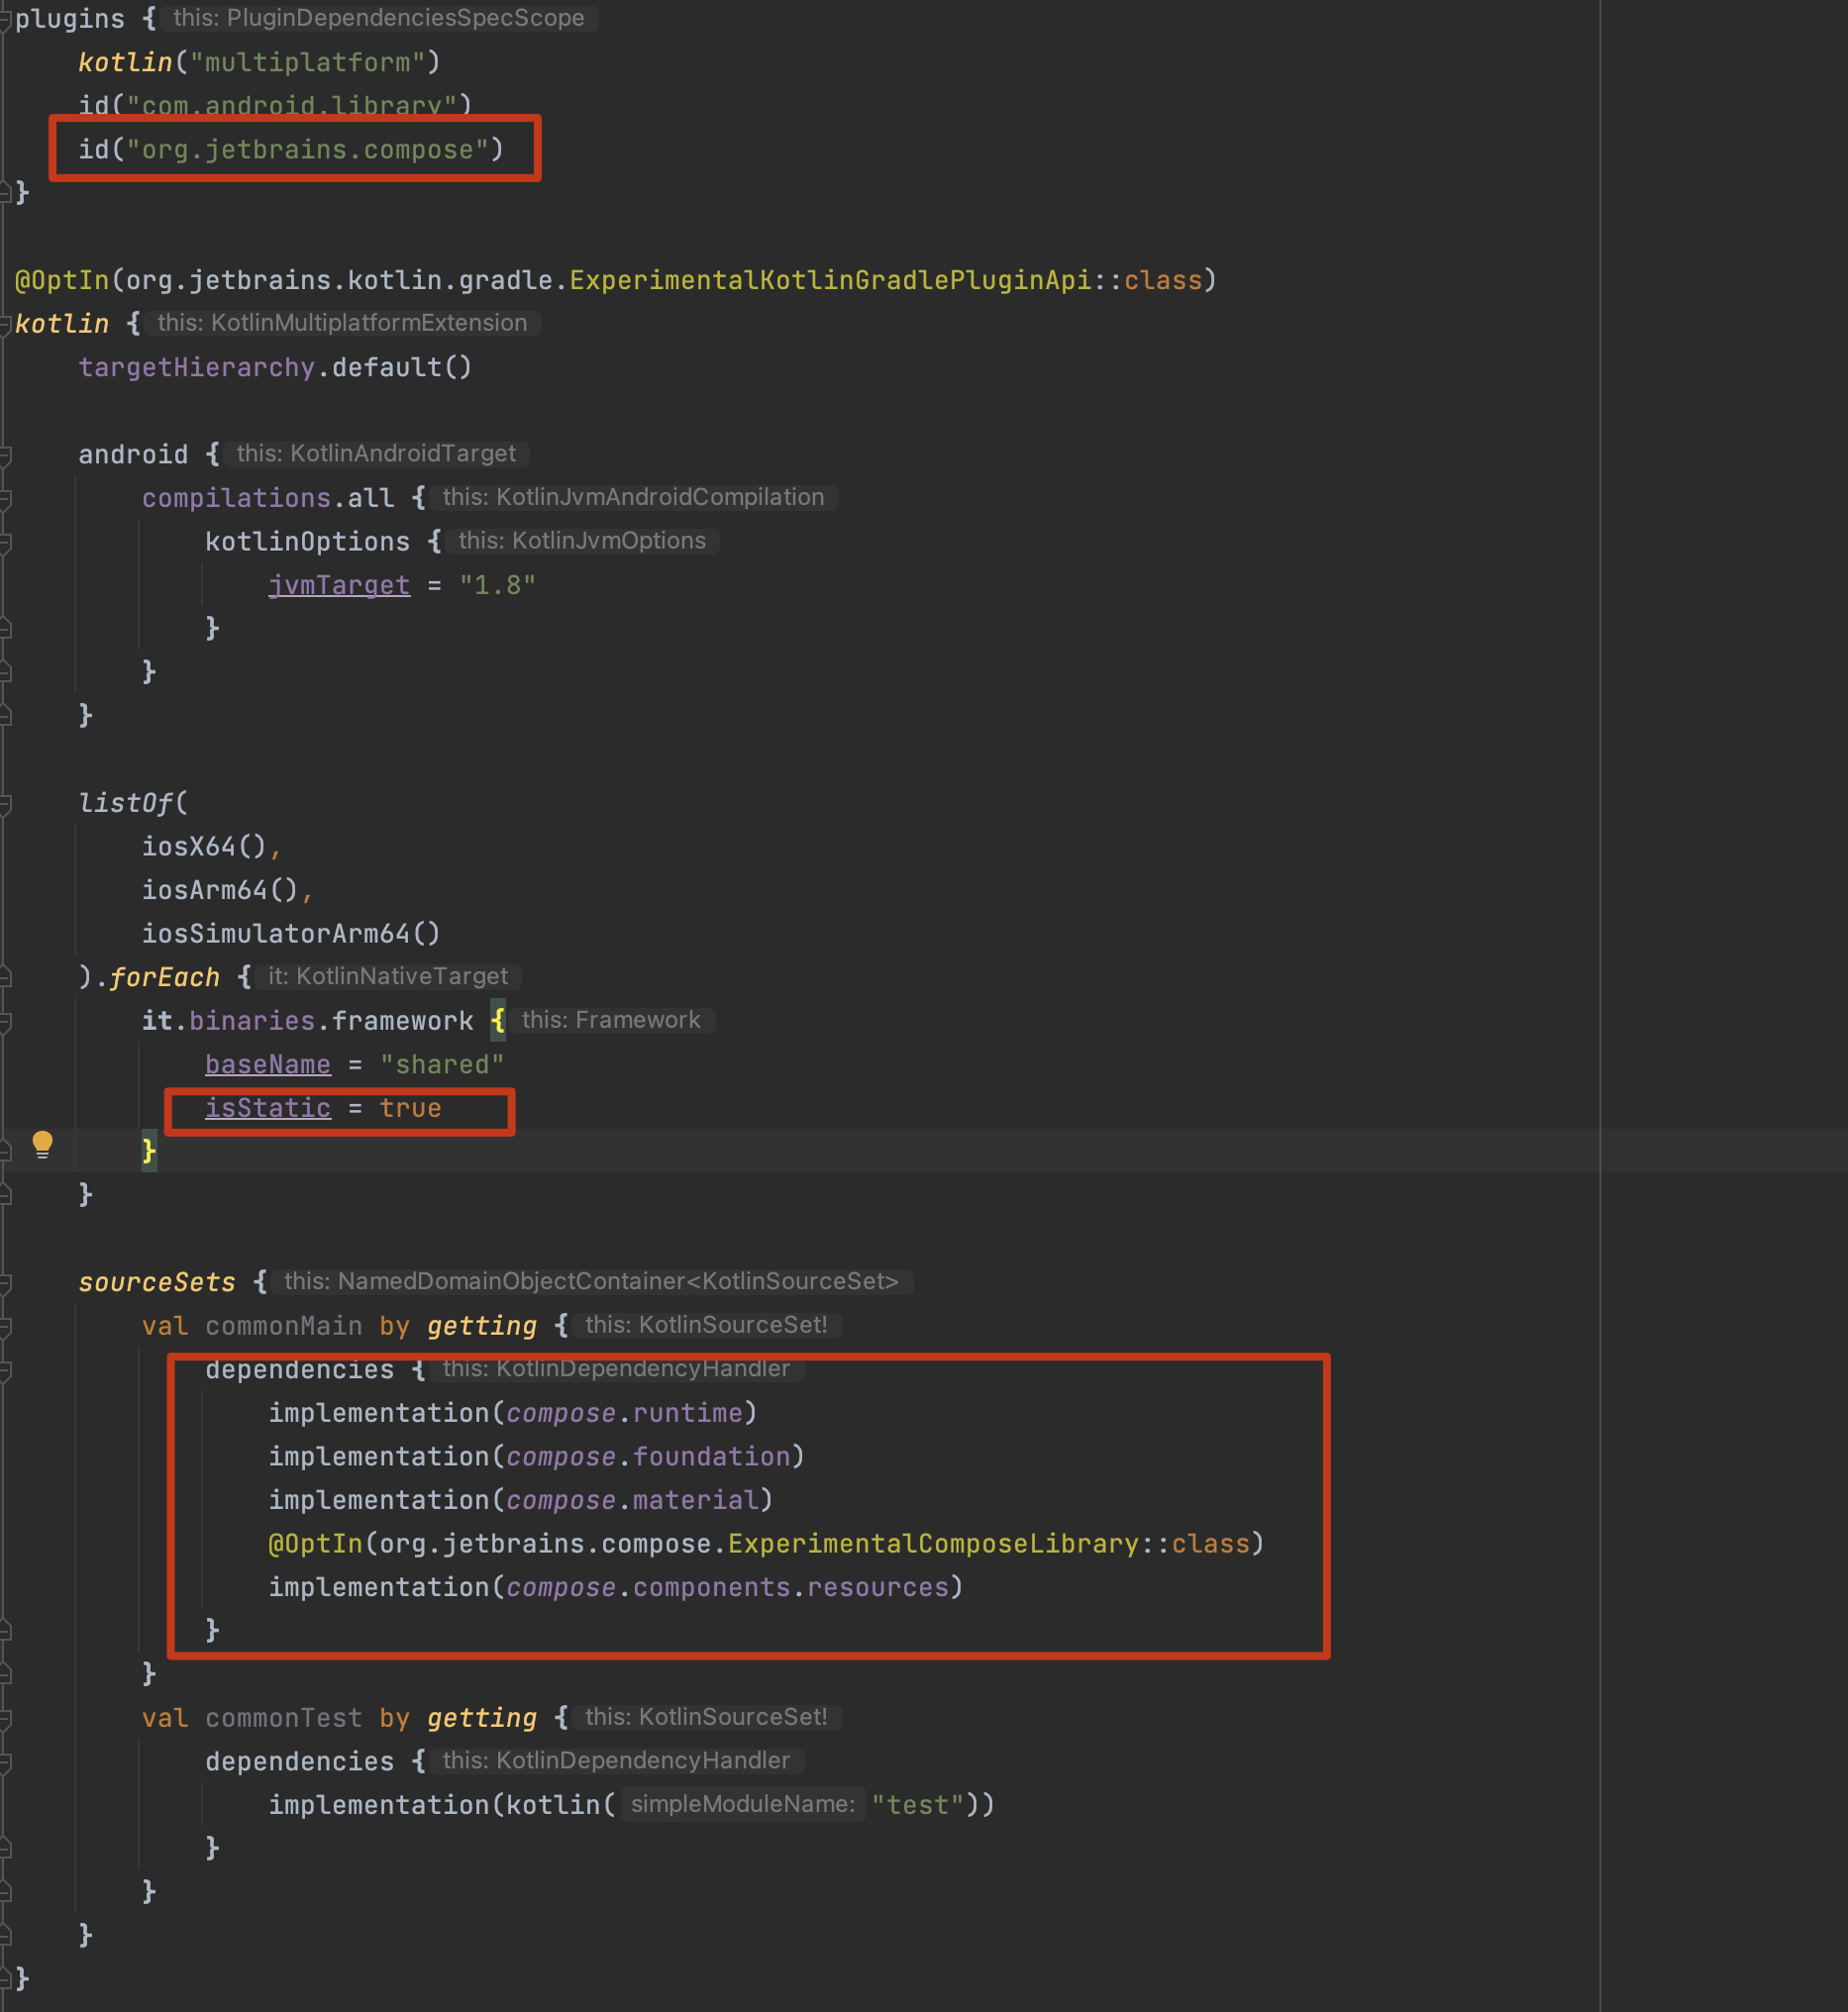 plugins { this: PluginDependenciesSpecScope
    kotlin("multiplatform")
    id("com.android.library")
    id("org.jetbrains.compose")
}
@OptIn(org.jetbrains.kotlin.gradle.ExperimentalKotlinGradlePluginApi::class)
kotlin { this: KotlinMultiplatformExtension
    targetHierarchy.default()
    android { this: KotlinAndroidTarget
        compilations.all { this: KotlinJvmAndroidCompilation
            kotlinOptions { this: KotlinJvmOptions
                jvmTarget = "1.8"
            }
        }
    }
    listOf(
        iosX64(),
        iosArm64(),
        iosSimulatorArm64()
    ).forEach { it: KotlinNativeTarget
        it.binaries.framework { this: Framework
            baseName = "shared"
            isStatic = true
        }
    }
    sourceSets { this: NamedDomainObjectContainer<KotlinSourceSet>
        val commonMain by getting { this: KotlinSourceSet!
            dependencies { this: KotlinDependencyHandler
                implementation(compose.runtime)
                implementation(compose.foundation)
                implementation(compose.material)
                @OptIn(org.jetbrains.compose.ExperimentalComposeLibrary::class)
                implementation(compose.components.resources)
            }
        }
        val commonTest by getting { this: KotlinSourceSet!
            dependencies { this: KotlinDependencyHandler
                implementation(kotlin( simpleModuleName: "test"))
            }
        }
    }
}